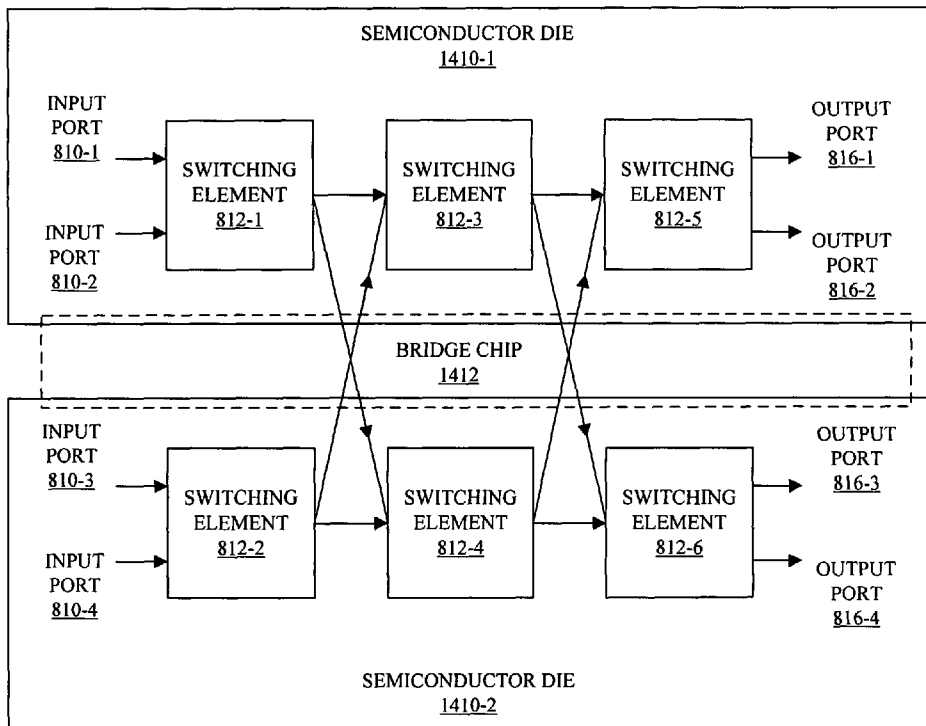 SEMICONDUCTOR DIE
1410-1
INPUT
PORT
810-1
INPUT
PORT
810-2
SWITCHING
ELEMENT
812-1
SWITCHING
ELEMENT
812-3
SWITCHING
ELEMENT
812-5
OUTPUT
PORT
816-1
OUTPUT
PORT
816-2
BRIDGE CHIP
1412
INPUT
PORT
810-3
INPUT
PORT
810-4
SWITCHING
ELEMENT
812-2
SWITCHING
ELEMENT
812-4
SWITCHING
ELEMENT
812-6
OUTPUT
PORT
816-3
OUTPUT
PORT
816-4
SEMICONDUCTOR DIE
1410-2